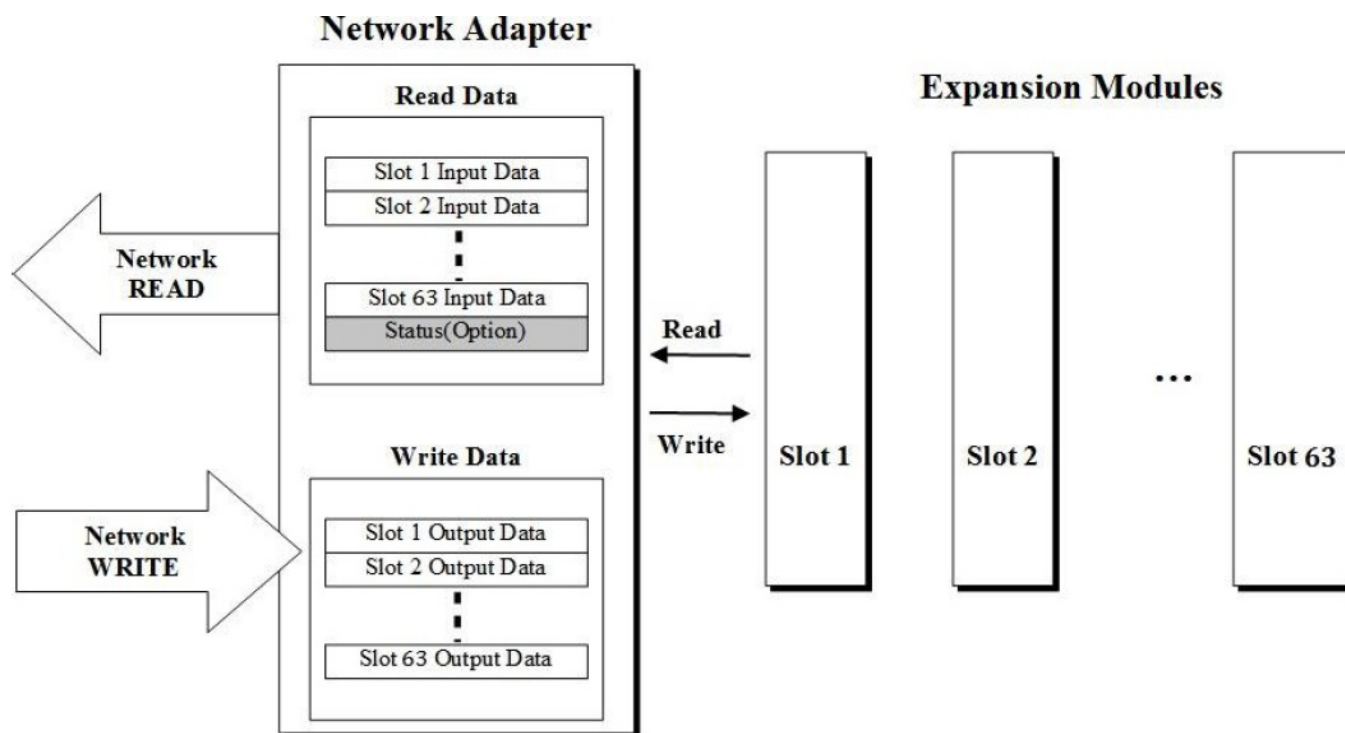 Network Adapter
Read Data
Slot 1 Input Data
Slot 2 Input Data
Slot 63 Input Data
Status(Option)
Network
READ
Write Data
Slot 1 Output Data
Slot 2 Output Data
Slot 63 Output Data
Network
WRITE
Read
Write
Expansion Modules
Slot 1
Slot 2
...
Slot 63